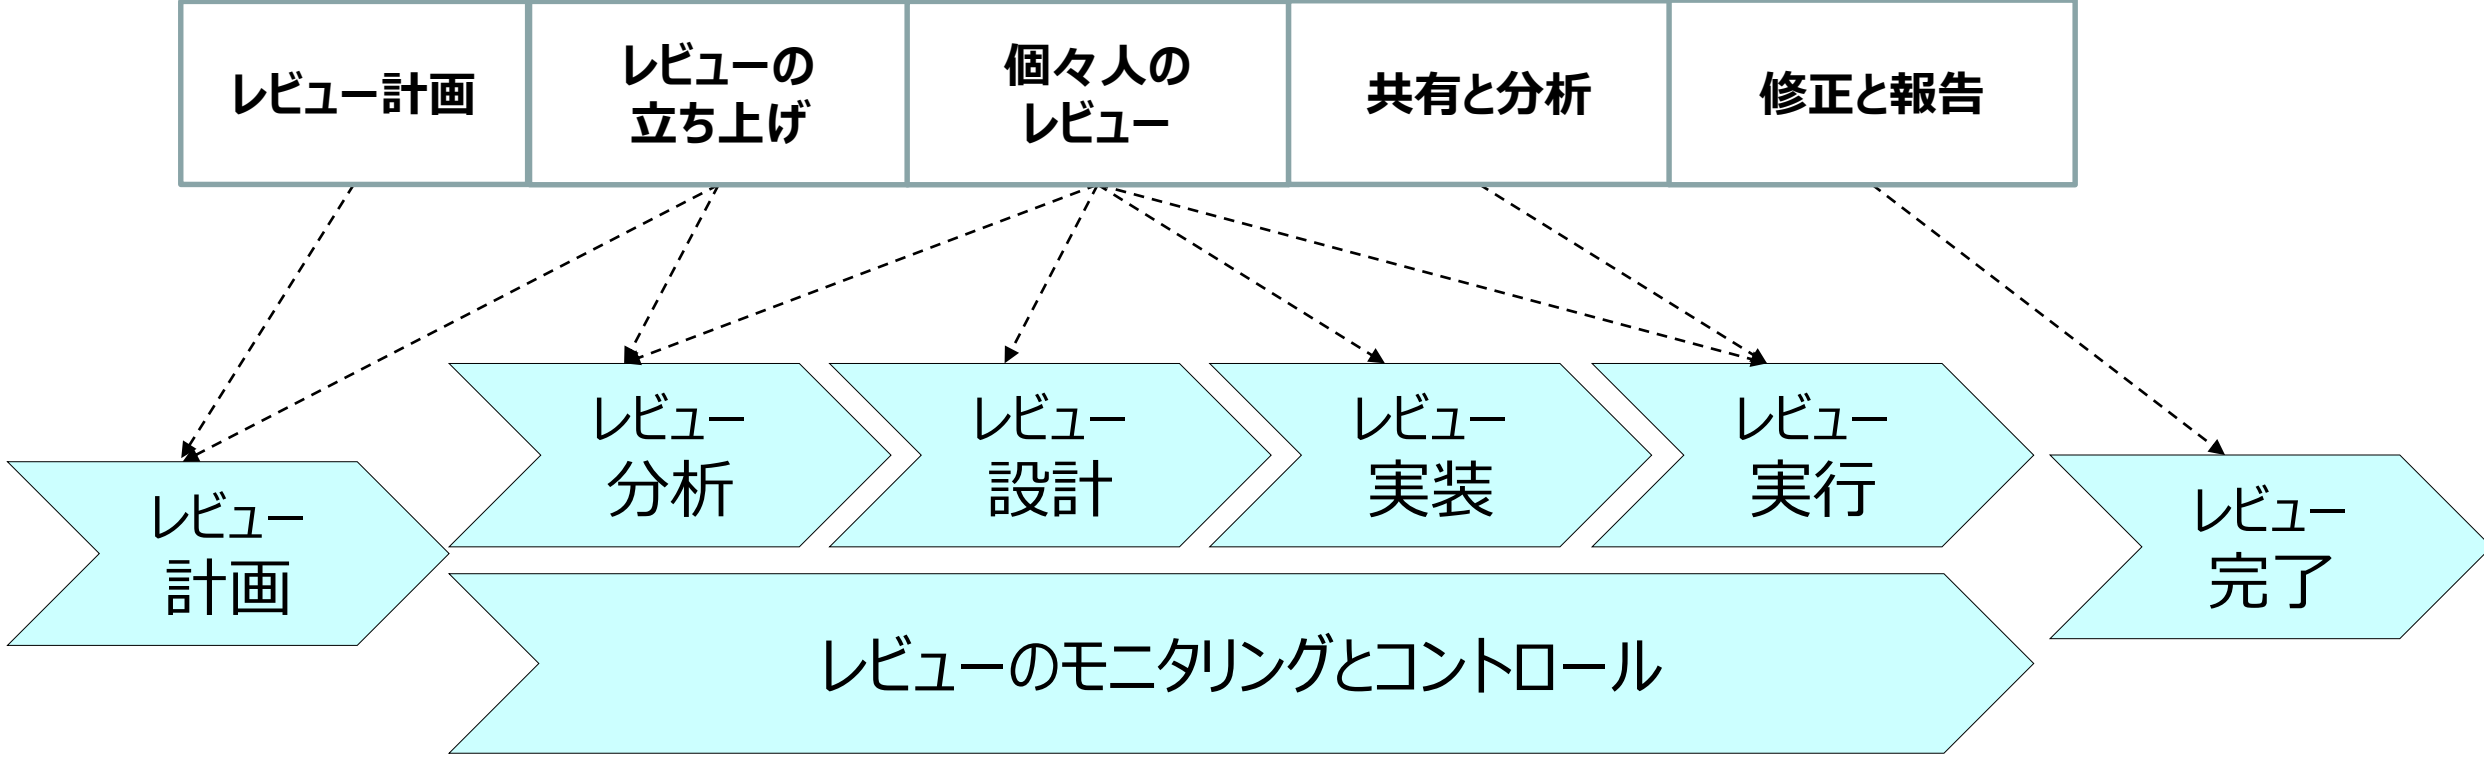 レビュー計画
レビューの
立ち上げ
個々人の
レビュー
共有と分析
修正と報告
レビュー
計画
レビュー
分析
レビュー
設計
レビュー
実装
レビュー
実行
レビュー
完了
レビューのモニタリングとコントロール